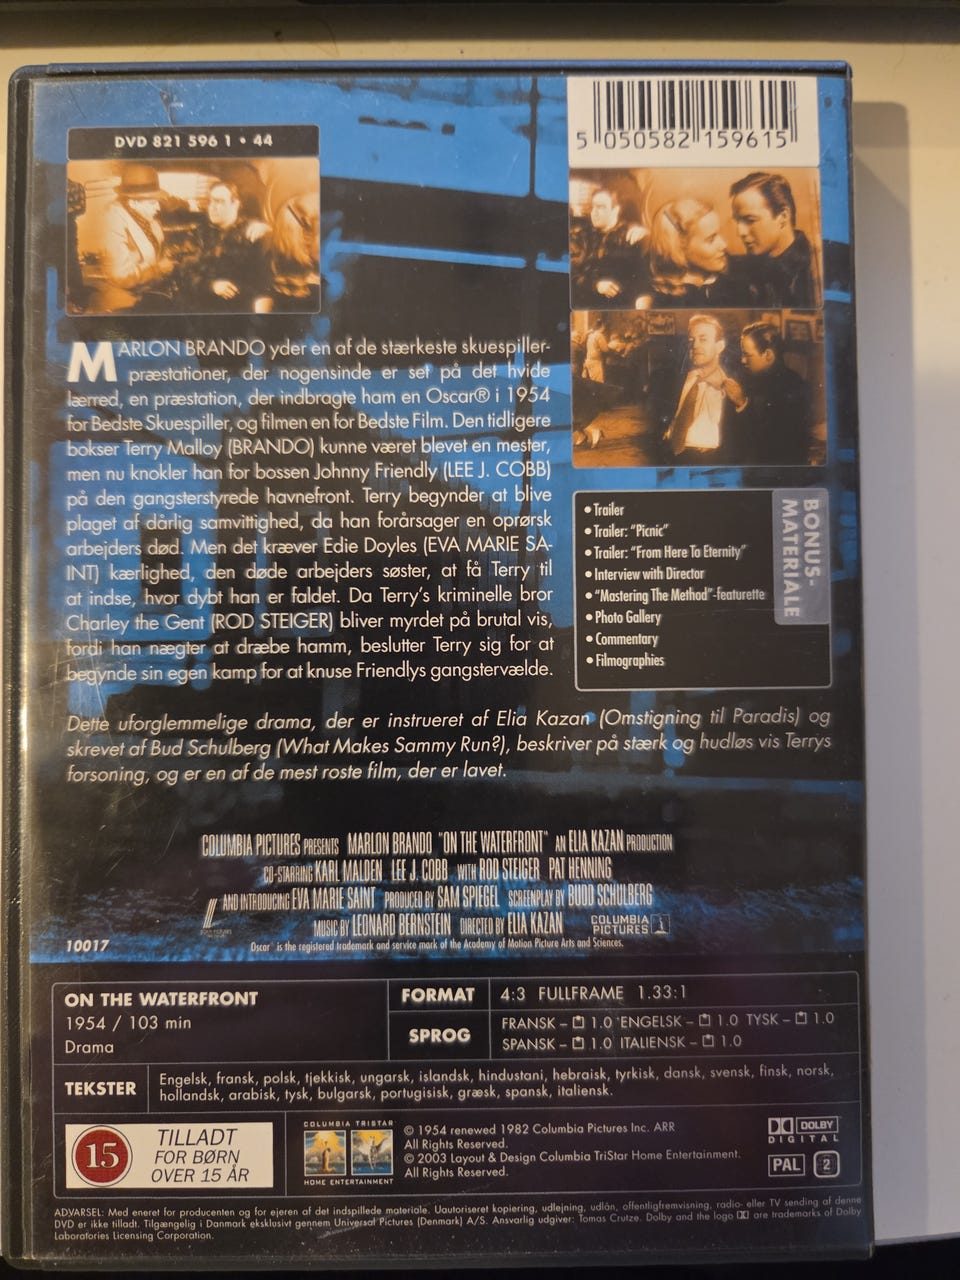 DVD 821 596 1 • 44
5 050582 159615
MARLON BRANDO yder en af de stærkeste skuespiller-
præstationer, der nogensinde er set på det hvide
lærred, en præstation, der indbragte ham en Oscar® i 1954
for Bedste Skuespiller, og filmen en for Bedste Film. Den tidligere
bokser Terry Malloy (BRANDO) kunne været blevet en mester,
men nu knokler han for bossen Johnny Friendly (LEE J. COBB)
på den gangsterstyrede havnefront. Terry begynder at blive
plaget af dårlig samvittighed, da han forårsager en oprørsk
arbejders død. Men det kræver Edie Doyles (EVA MARIE SA-
INT) kærlighed, den døde arbejders søster, at få Terry til
at indse, hvor dybt han er faldet. Da Terry's kriminelle bror
Charley the Gent (ROD STEIGER) bliver myrdet på brutal vis,
fordi han nægter at dræbe hamm, beslutter Terry sig for at
begynde sin egen kamp for at knuse Friendlys gangstervælde.
BONUS-
MATERIALE
• Trailer
• Trailer: "Picnic"
• Trailer: "From Here To Eternity"
• Interview with Director
• "Mastering The Method"-featurette
• Photo Gallery
• Commentary
• Filmographies
Dette uforglemmelige drama, der er instrueret af Elia Kazan (Omstigning til Paradis) og
skrevet af Bud Schulberg (What Makes Sammy Run?), beskriver på stærk og hudløs vis Terrys
forsoning, og er en af de mest roste film, der er lavet.
COLUMBIA PICTURES PRESENTS MARLON BRANDO "ON THE WATERFRONT" AN ELIA KAZAN PRODUCTION
CO-STARRING KARL MALDEN LEE J. COBB WITH ROD STEIGER PAT HENNING
AND INTRODUCING EVA MARIE SAINT PRODUCED BY SAM SPIEGEL SCREENPLAY BY BUDD SCHULBERG
MUSIC BY LEONARD BERNSTEIN DIRECTED BY ELIA KAZAN
COLUMBIA
PICTURES
10017
Oscar® is the registered trademark and service mark of the Academy of Motion Picture Arts and Sciences.
ON THE WATERFRONT
1954 / 103 min
Drama
FORMAT
4:3 FULLFRAME 1.33:1
SPROG
FRANSK – 1.0 ENGELSK – 1.0 TYSK – 1.0
SPANSK – 1.0 ITALIENSK – 1.0
TEKSTER
Engelsk, fransk, polsk, tjekkisk, ungarsk, islandsk, hindustani, hebraisk, tyrkisk, dansk, svensk, finsk, norsk,
hollandsk, arabisk, tysk, bulgarsk, portugisisk, græsk, spansk, italiensk.
15
TILLADT
FOR BØRN
OVER 15 ÅR
COLUMBIA TRISTAR
HOME ENTERTAINMENT
© 1954 renewed 1982 Columbia Pictures Inc. ARR
All Rights Reserved.
© 2003 Layout & Design Columbia TriStar Home Entertainment.
All Rights Reserved.
DOLBY
DIGITAL
PAL
2
ADVARSEL: Med eneret for producenten og for ejeren af det indspillede materiale. Uautoriseret kopiering, udlejning, udlån, offentligfremvisning, radio- eller TV sending af denne
DVD er ikke tilladt. Tilgængelig i Danmark eksklusivt gennem Universal Pictures (Denmark) A/S. Ansvarlig udgiver: Tomas Crutze. Dolby and the logo are trademarks of Dolby
Laboratories Licensing Corporation.